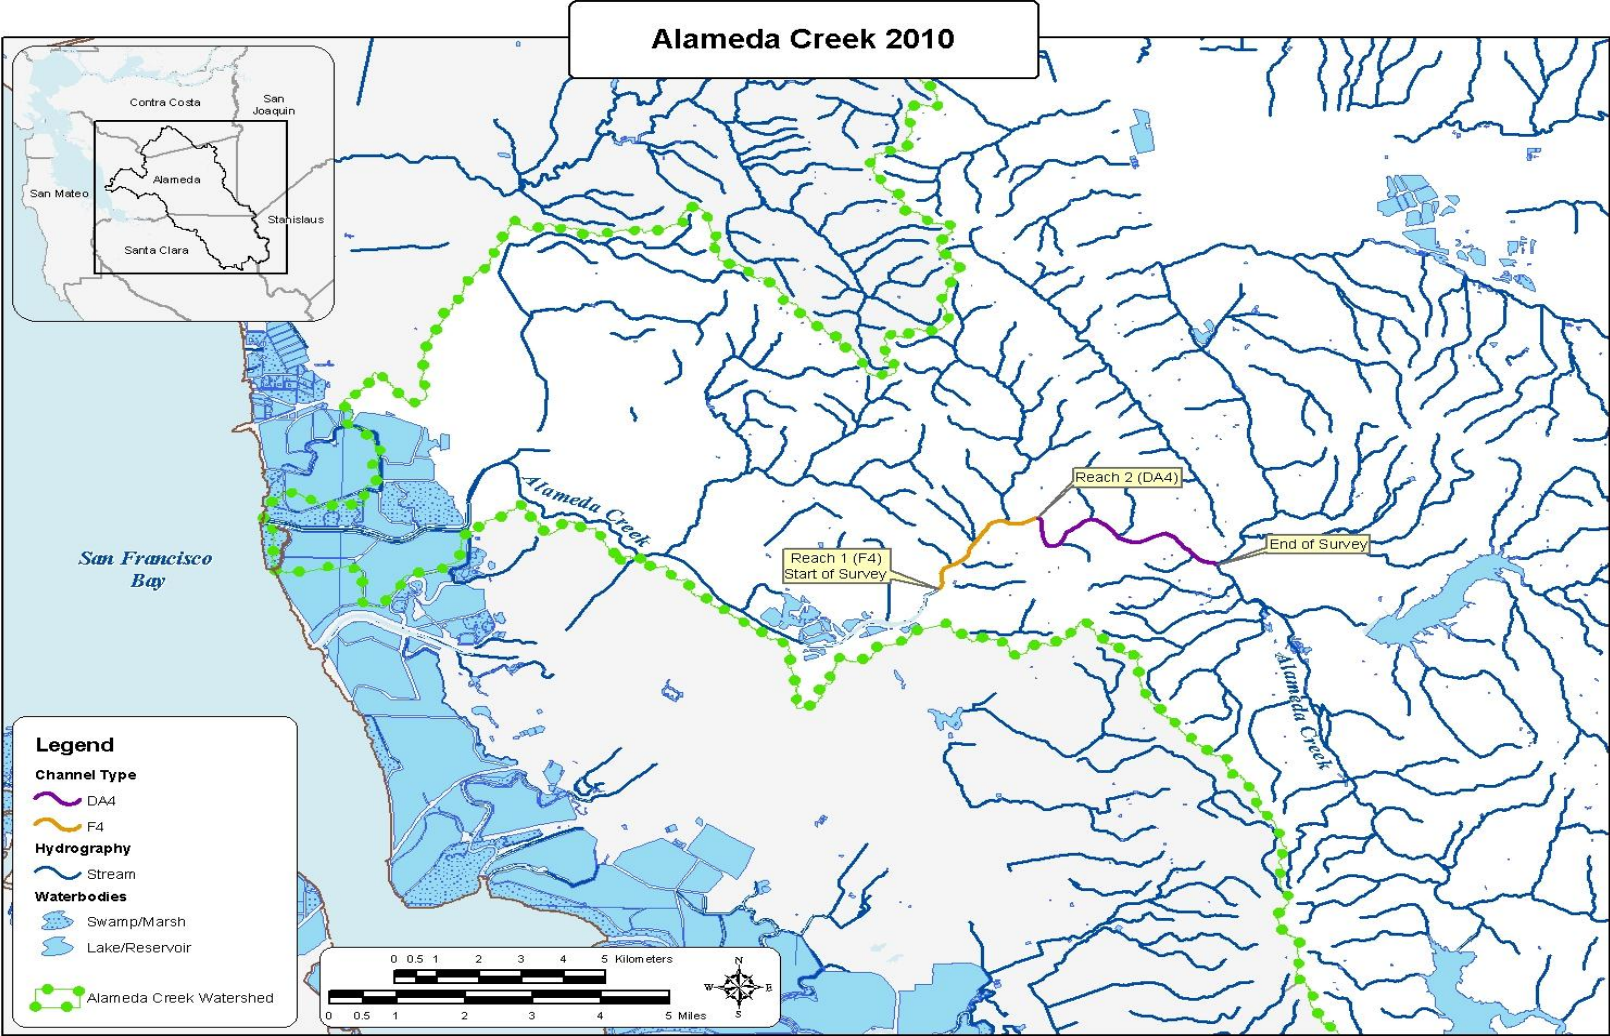 Alameda Creek 2010
Contra Costa
San
Joaquin
San Mateo
Alameda
Stanislaus
Santa Clara
Alameda Creek
Reach 2 (DA4)
End of Survey
Reach 1 (F4)
Start of Survey
San Francisco
Bay
Alameda Creek
Legend
Channel Type
DA4
F4
Hydrography
Stream
Waterbodies
Swamp/Marsh
Lake/Reservoir
Alameda Creek Watershed
0 0.5 1 2 3 4 5 Kilometers
0 0.5 1 2 3 4 5 Miles
N
W E
S